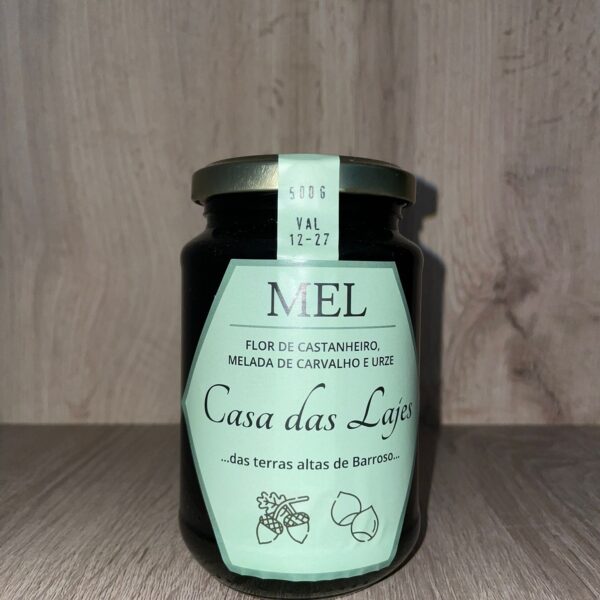 500G
VAL
12-27
MEL
FLOR DE CASTANHEIRO,
MELADA DE CARVALHO E URZE
Casa das Lajes
...das terras altas de Barroso...